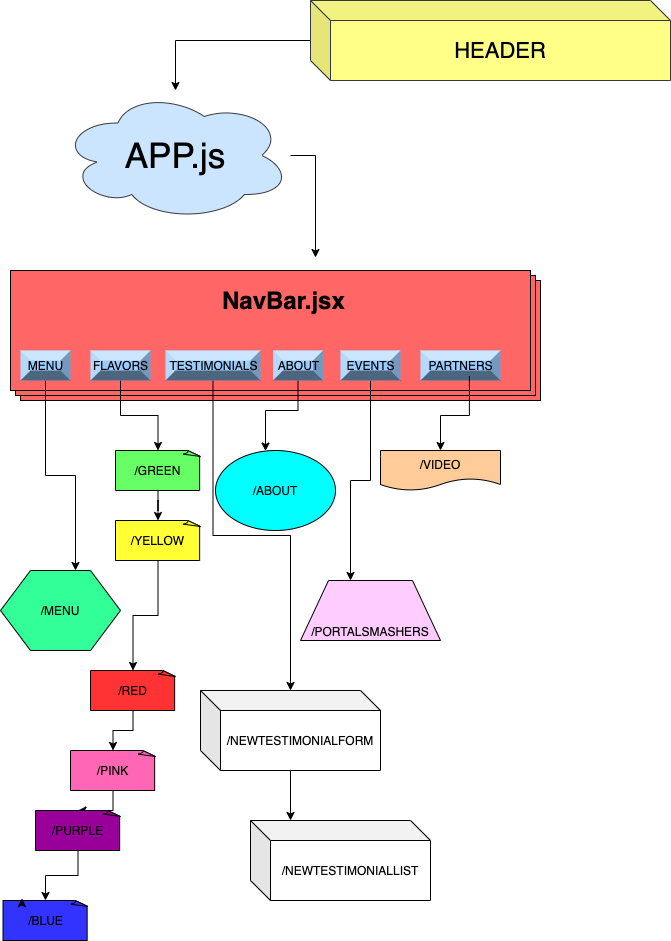 HEADER
APP.js
NavBar.jsx
MENU
FLAVORS
TESTIMONIALS
ABOUT
EVENTS
PARTNERS
/GREEN
/VIDEO
/ABOUT
/YELLOW
/MENU
/PORTALSMASHERS
/RED
/NEWTESTIMONIALFORM
/PINK
/PURPLE
/NEWTESTIMONIALLIST
/BLUE